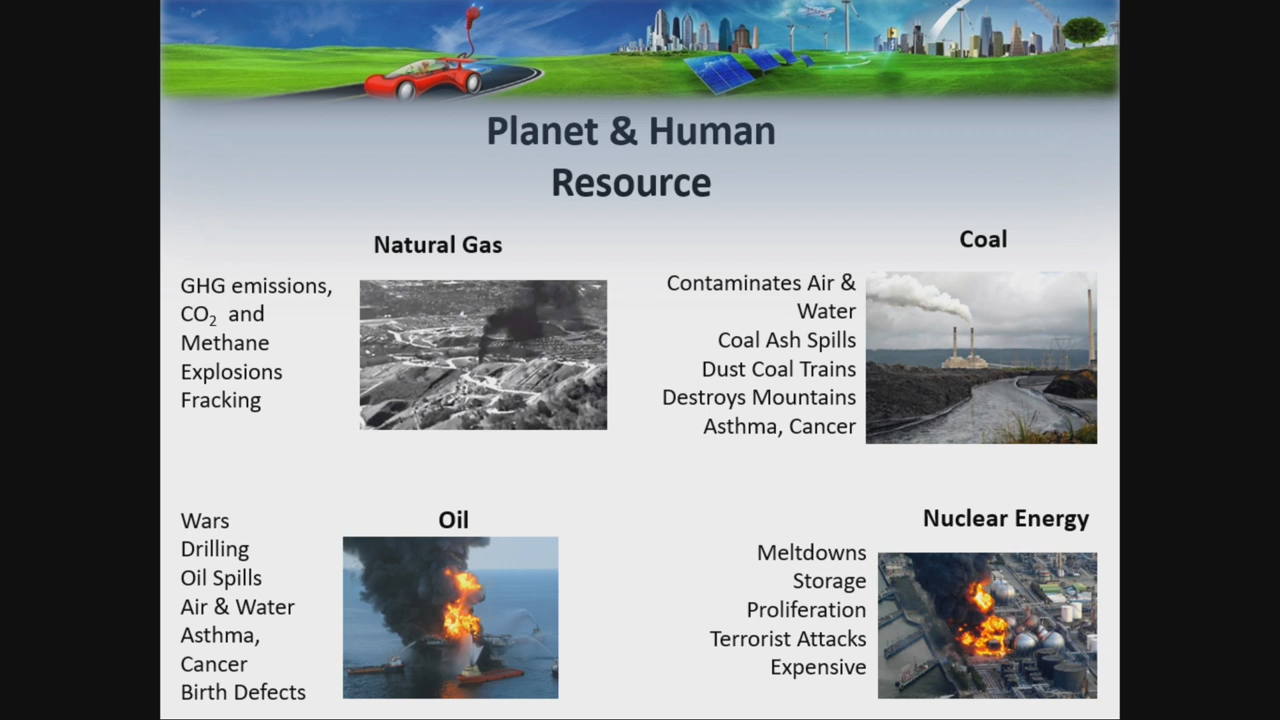 Planet & Human
Resource
Natural Gas
GHG emissions,
CO₂ and
Methane
Explosions
Fracking
Coal
Contaminates Air &
Water
Coal Ash Spills
Dust Coal Trains
Destroys Mountains
Asthma, Cancer
Oil
Wars
Drilling
Oil Spills
Air & Water
Asthma,
Cancer
Birth Defects
Nuclear Energy
Meltdowns
Storage
Proliferation
Terrorist Attacks
Expensive